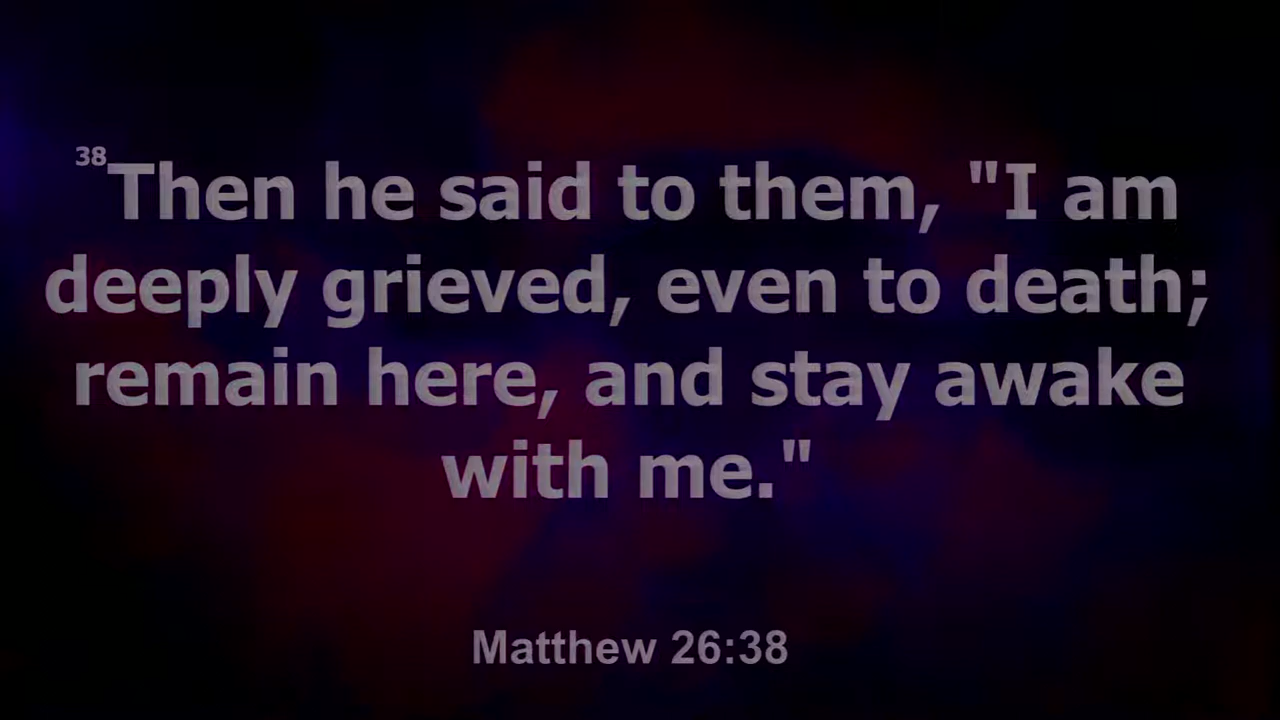 38Then he said to them, "I am
deeply grieved, even to death;
remain here, and stay awake
with me."
Matthew 26:38